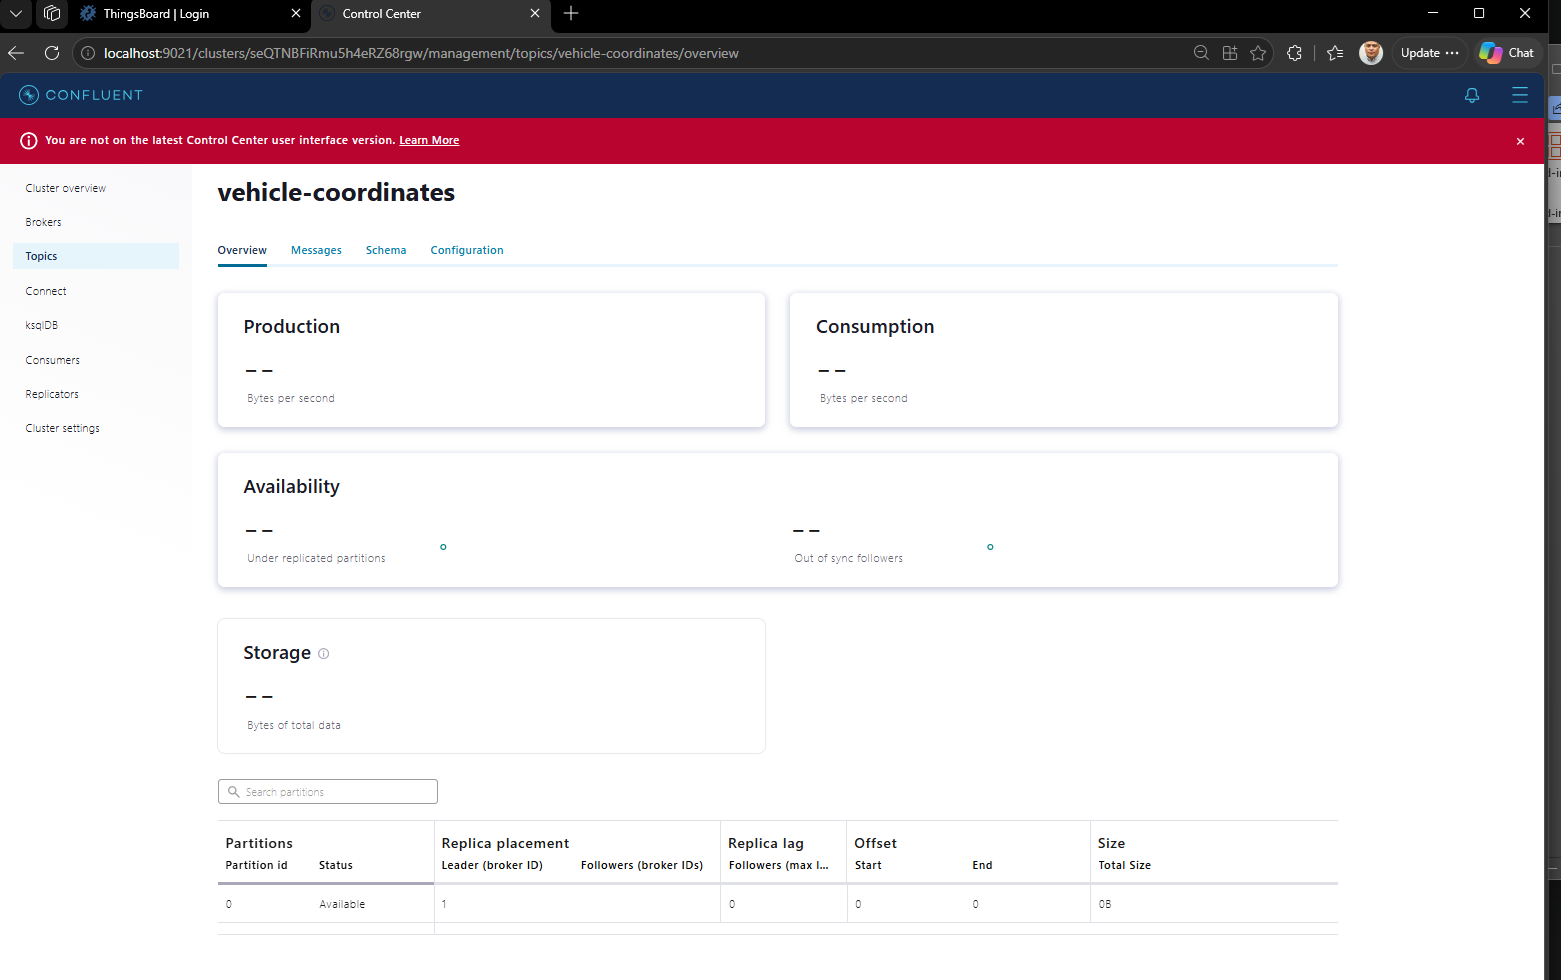 ThingsBoard | Login
Control Center
localhost:9021/clusters/seQTNBFiRmu5h4eRZ68rgw/management/topics/vehicle-coordinates/overview
Update
Chat
CONFLUENT
You are not on the latest Control Center user interface version. Learn More
Cluster overview
Brokers
Topics
Connect
ksqlDB
Consumers
Replicators
Cluster settings
vehicle-coordinates
Overview Messages Schema Configuration
Production
--
Bytes per second
Consumption
--
Bytes per second
Availability
--
Under replicated partitions
--
Out of sync followers
Storage
--
Bytes of total data
Search partitions
Partitions Replica placement Replica lag Offset Size
Partition id Status Leader (broker ID) Followers (broker IDs) Followers (max l... Start End Total Size
0 Available 1 0 0 0 0B